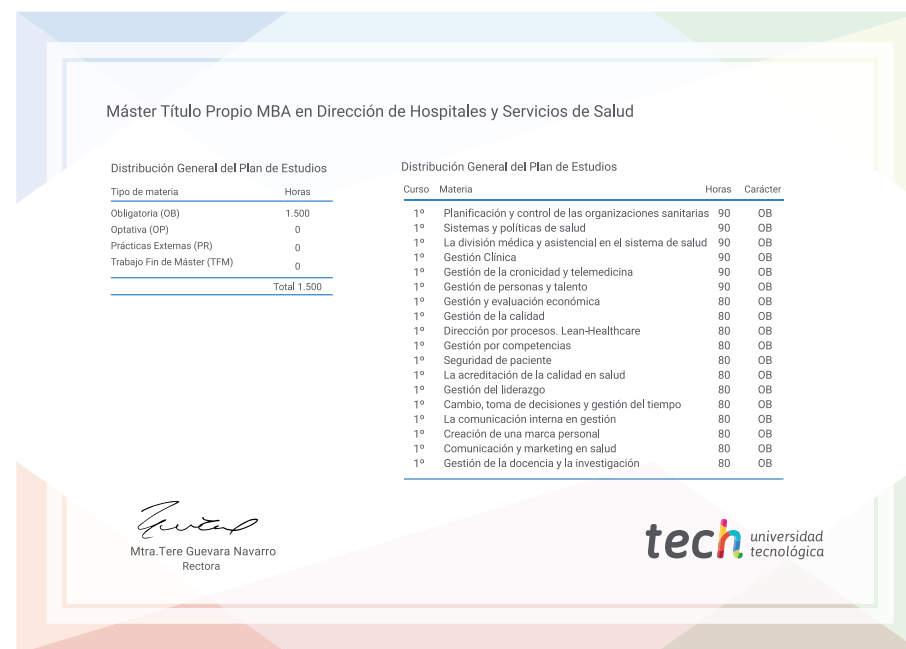 Máster Título Propio MBA en Dirección de Hospitales y Servicios de Salud
Distribución General del Plan de Estudios
Tipo de materia Horas
Obligatoria (OB) 1.500
Optativa (OP) 0
Prácticas Externas (PR) 0
Trabajo Fin de Máster (TFM) 0
Total 1.500
Distribución General del Plan de Estudios
Curso Materia Horas Carácter
1º Planificación y control de las organizaciones sanitarias 90 OB
1º Sistemas y políticas de salud 90 OB
1º La división médica y asistencial en el sistema de salud 90 OB
1º Gestión Clínica 90 OB
1º Gestión de la cronicidad y telemedicina 90 OB
1º Gestión de personas y talento 90 OB
1º Gestión y evaluación económica 80 OB
1º Gestión de la calidad 80 OB
1º Dirección por procesos. Lean-Healthcare 80 OB
1º Gestión por competencias 80 OB
1º Seguridad de paciente 80 OB
1º La acreditación de la calidad en salud 80 OB
1º Gestión del liderazgo 80 OB
1º Cambio, toma de decisiones y gestión del tiempo 80 OB
1º La comunicación interna en gestión 80 OB
1º Creación de una marca personal 80 OB
1º Comunicación y marketing en salud 80 OB
1º Gestión de la docencia y la investigación 80 OB
Mtra.Tere Guevara Navarro
Rectora
tech universidad
tecnológica